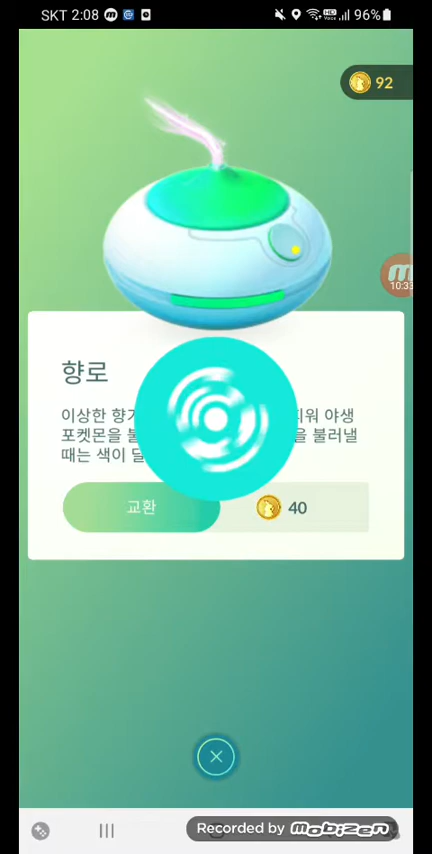 SKT 2:08
96%
92
10:33
향로
이상한 향기 피워 야생
포켓몬을 불 을 불러낼
때는 색이 달
교환
40
Recorded by mobizen